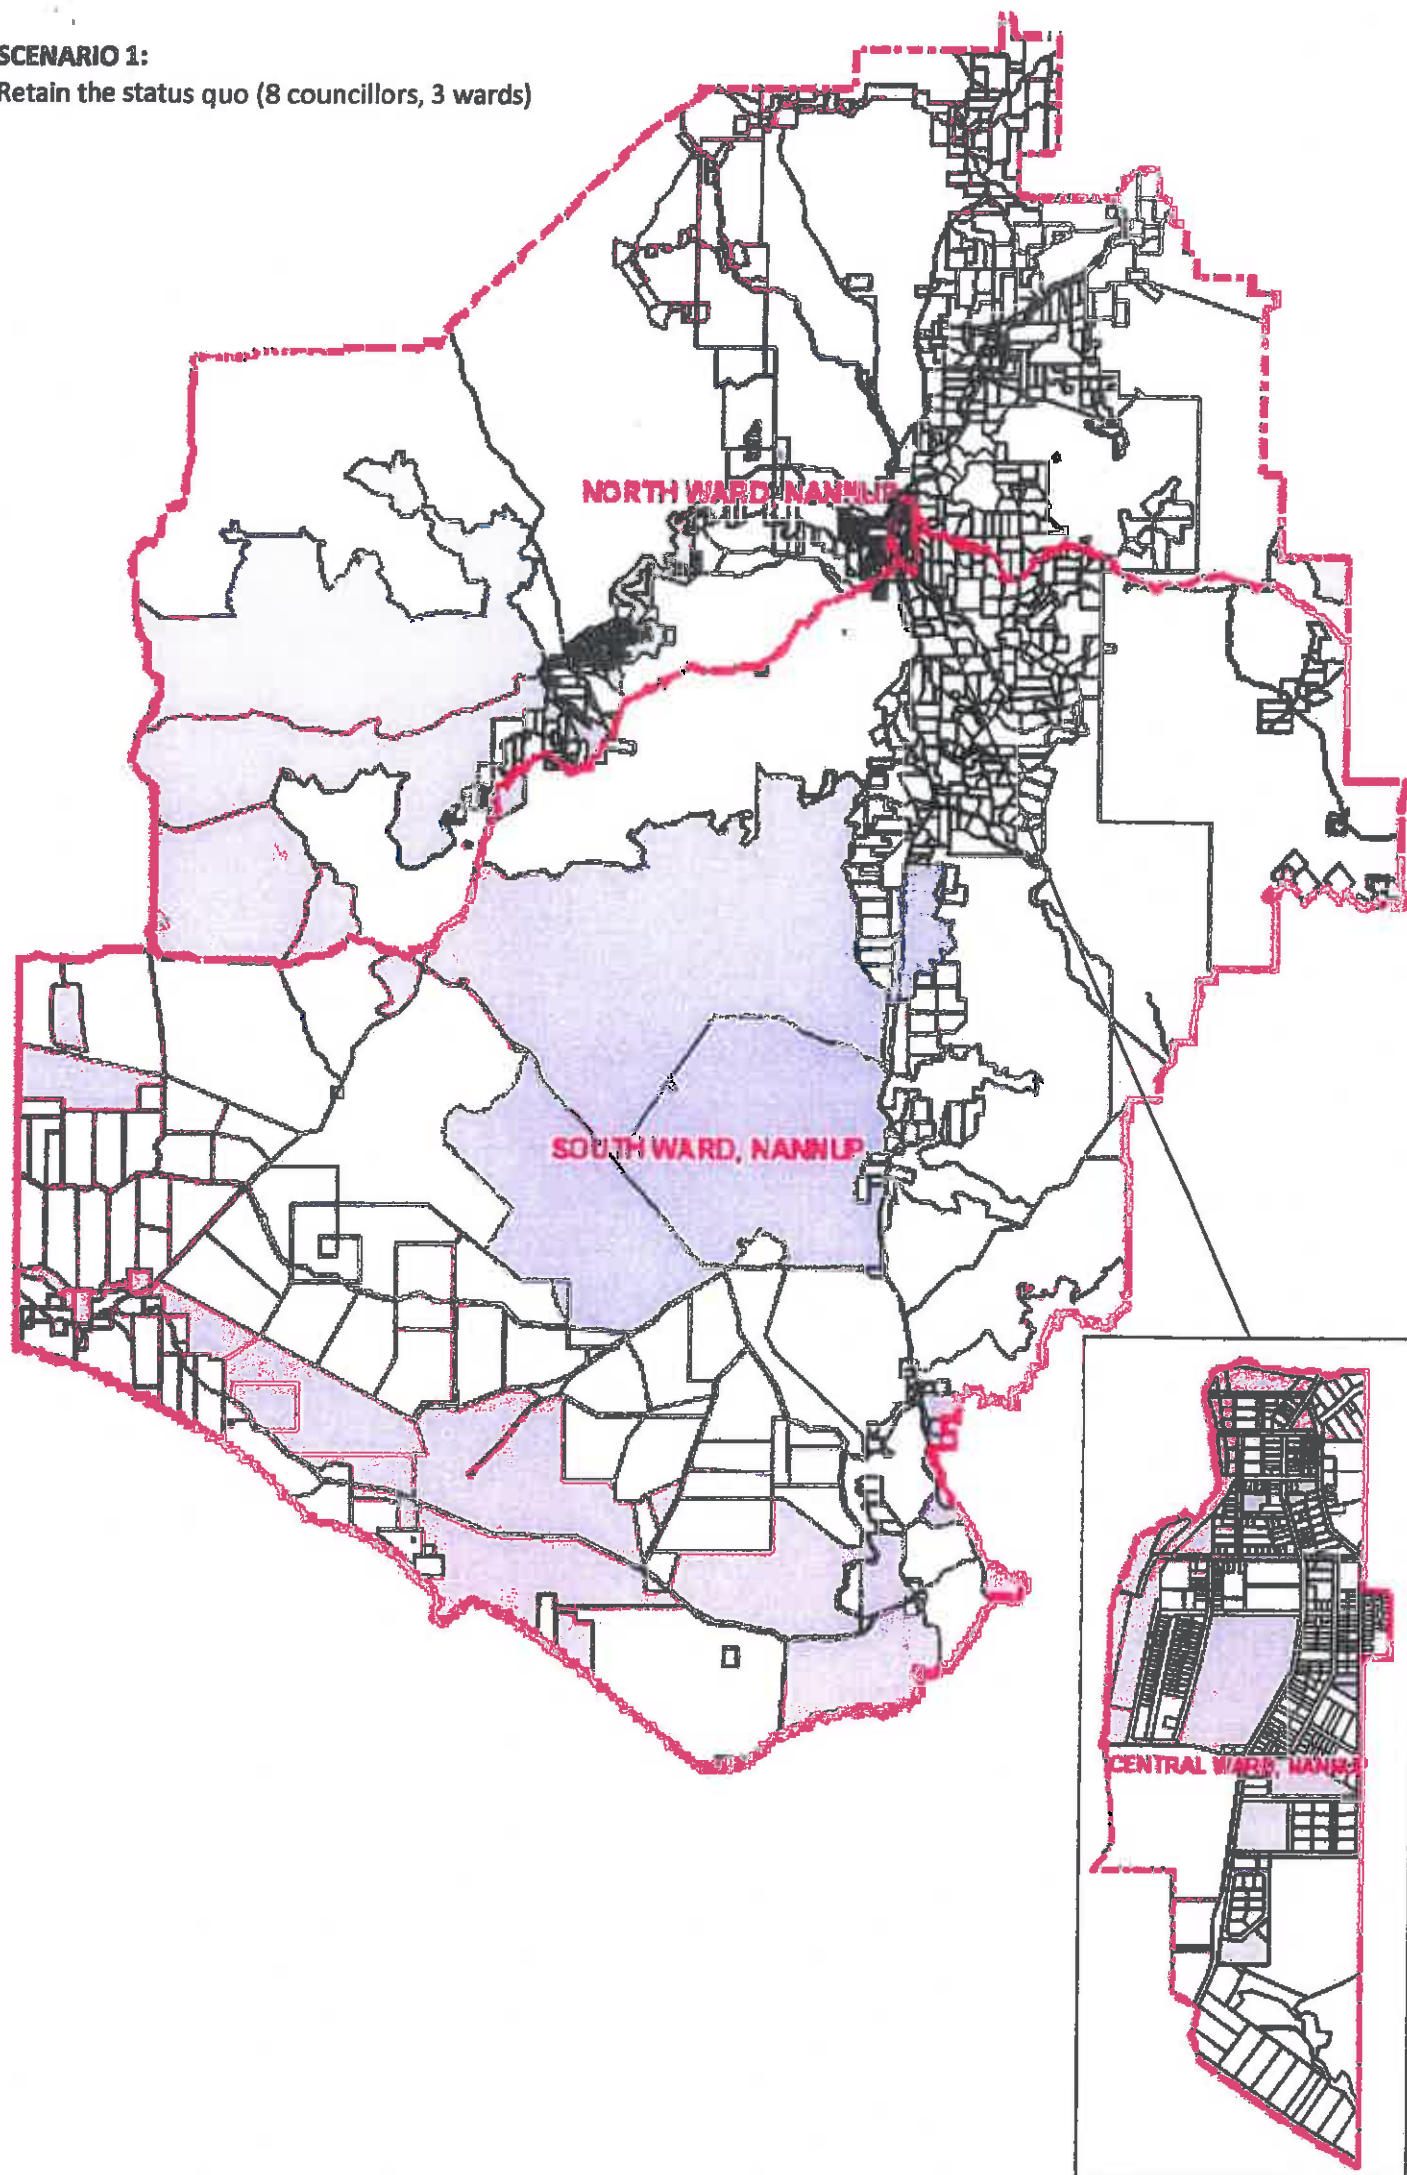 SCENARIO 1:
Retain the status quo (8 councillors, 3 wards)
NORTH WARD, NANNUP
SOUTH WARD, NANNUP
CENTRAL WARD, NANNUP